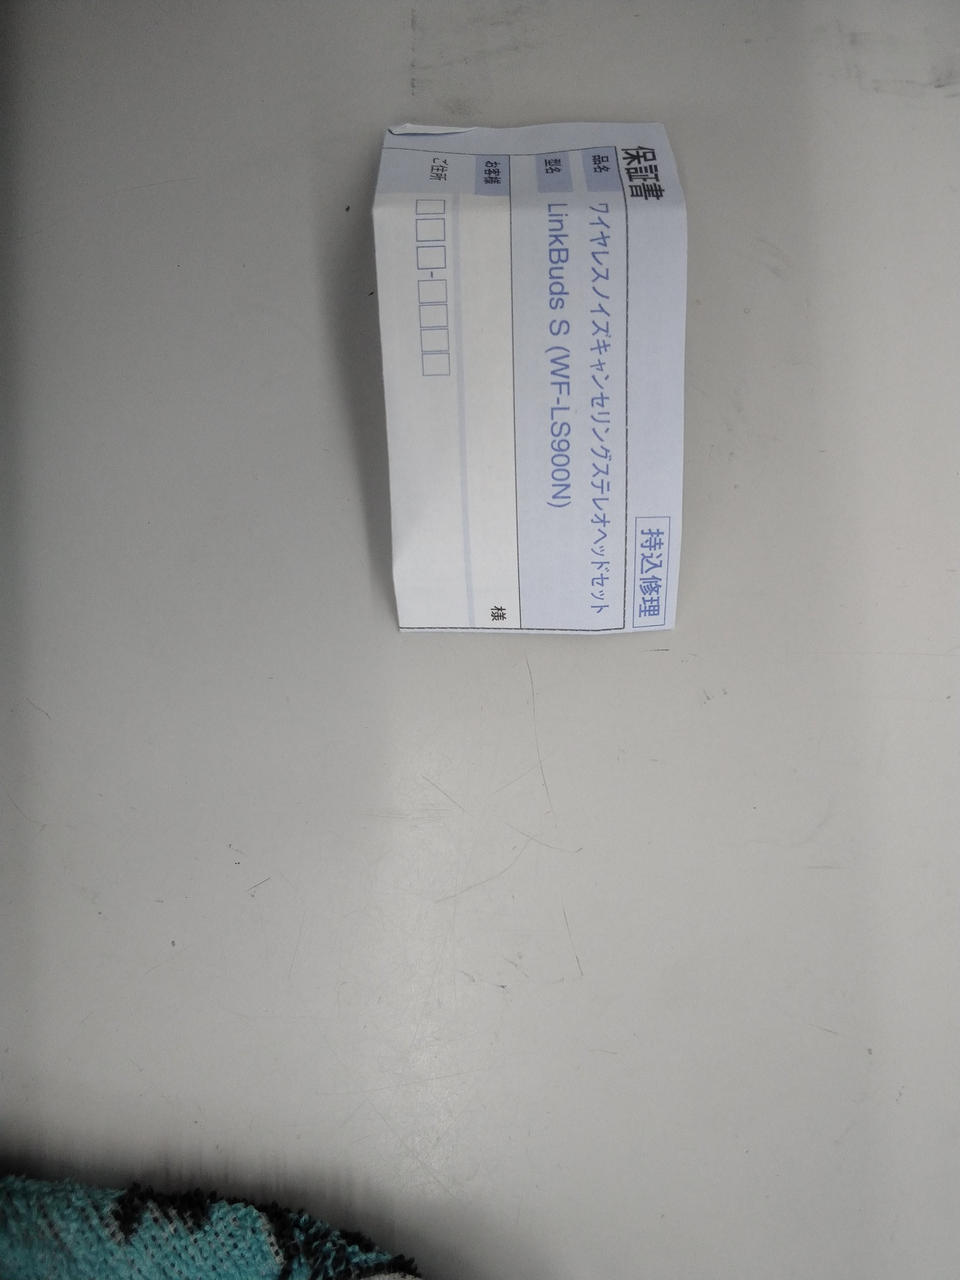 保証書
持込修理
品名 ワイヤレスノイズキャンセリングステレオヘッドセット
型名 LinkBuds S (WF-LS900N)
お客様 様
ご住所